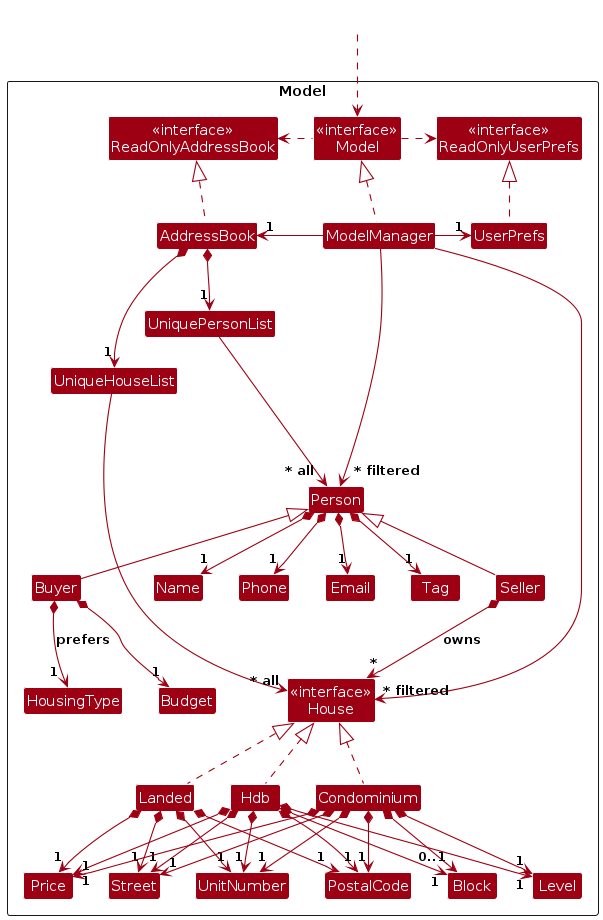 Model
«interface»
ReadOnlyAddressBook
«interface»
Model
«interface»
ReadOnlyUserPrefs
AddressBook
1
ModelManager
1
UserPrefs
1
UniquePersonList
1
UniqueHouseList
* all
* filtered
Person
1
1
1
1
Buyer
Name
Phone
Email
Tag
Seller
prefers
owns
1
1
*
HousingType
Budget
* all
«interface»
House
* filtered
Landed
Hdb
Condominium
1
1
1
1
1
1
1
1
1
1
1
0..1
1
1
1
1
1
Price
Street
UnitNumber
PostalCode
Block
Level